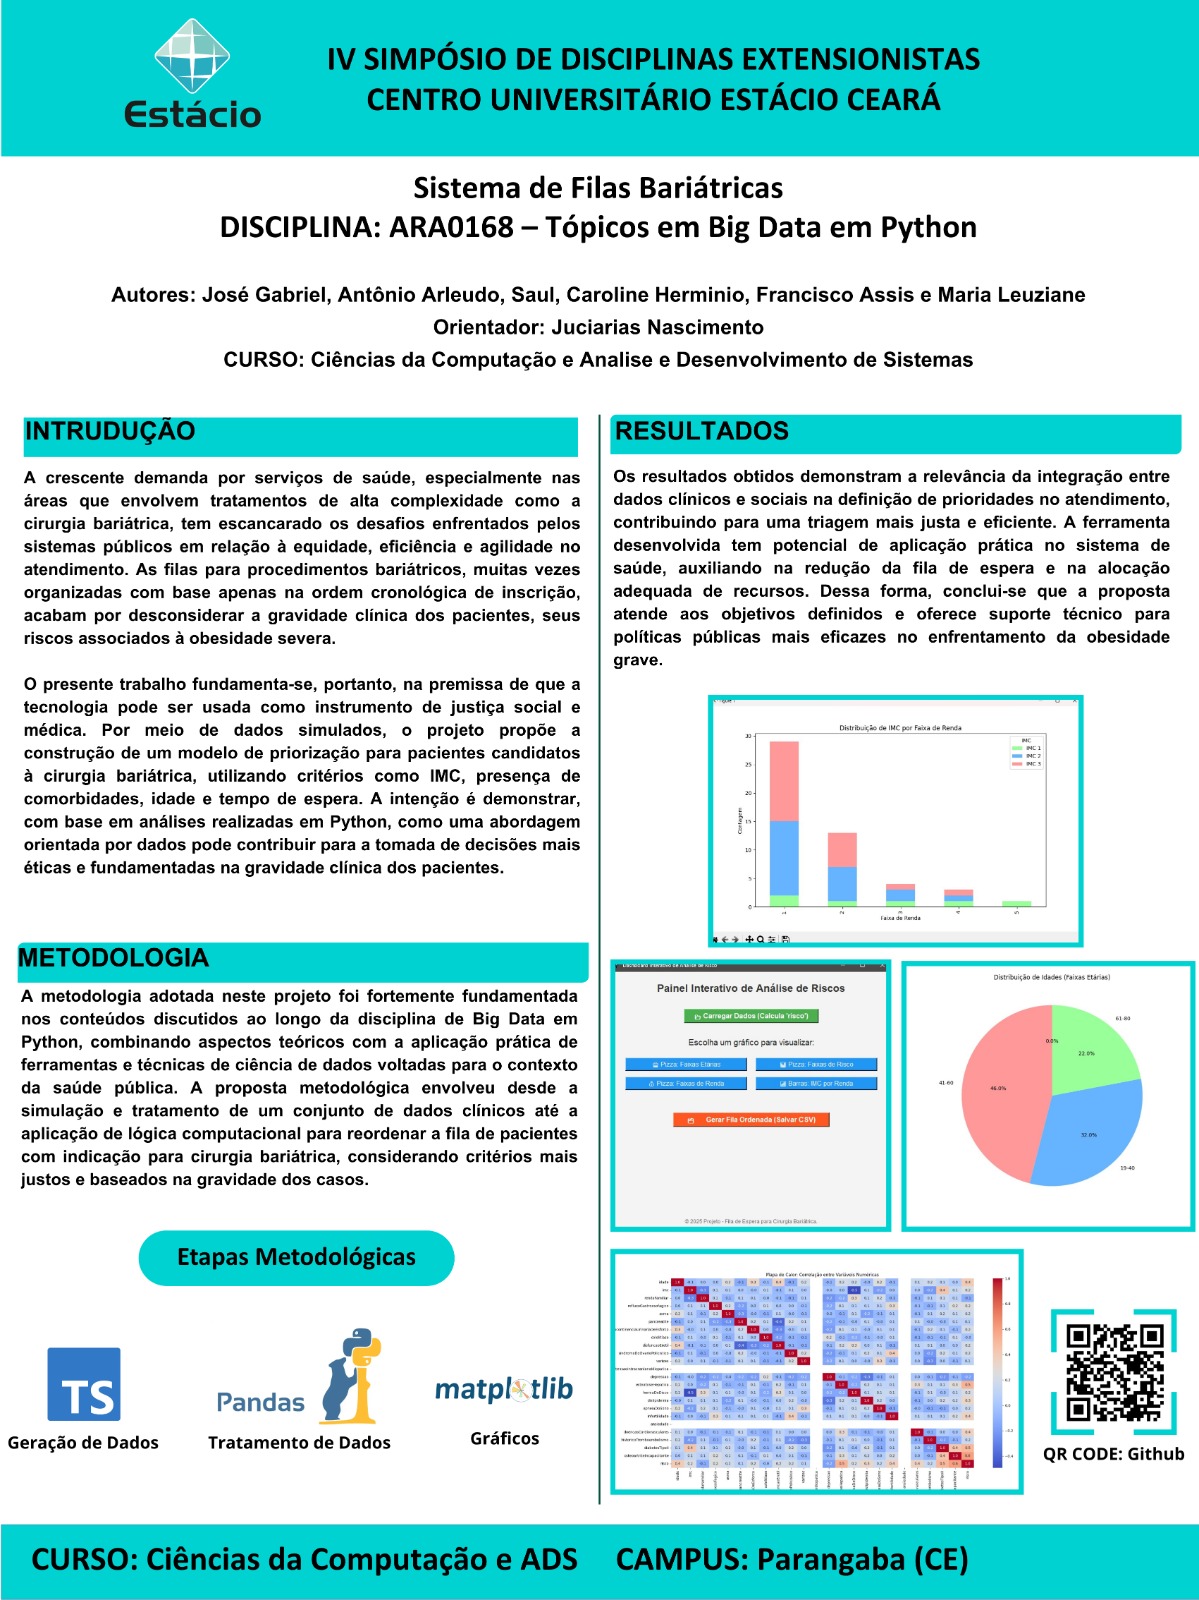 Estácio
IV SIMPÓSIO DE DISCIPLINAS EXTENSIONISTAS
CENTRO UNIVERSITÁRIO ESTÁCIO CEARÁ
Sistema de Filas Bariátricas
DISCIPLINA: ARA0168 – Tópicos em Big Data em Python
Autores: José Gabriel, Antônio Arleudo, Saul, Caroline Herminio, Francisco Assis e Maria Leuziane
Orientador: Juciarias Nascimento
CURSO: Ciências da Computação e Analise e Desenvolvimento de Sistemas
INTRUDUÇÃO
A crescente demanda por serviços de saúde, especialmente nas
áreas que envolvem tratamentos de alta complexidade como a
cirurgia bariátrica, tem escancarado os desafios enfrentados pelos
sistemas públicos em relação à equidade, eficiência e agilidade no
atendimento. As filas para procedimentos bariátricos, muitas vezes
organizadas com base apenas na ordem cronológica de inscrição,
acabam por desconsiderar a gravidade clínica dos pacientes, seus
riscos associados à obesidade severa.
O presente trabalho fundamenta-se, portanto, na premissa de que a
tecnologia pode ser usada como instrumento de justiça social e
médica. Por meio de dados simulados, o projeto propõe a
construção de um modelo de priorização para pacientes candidatos
à cirurgia bariátrica, utilizando critérios como IMC, presença de
comorbidades, idade e tempo de espera. A intenção é demonstrar,
com base em análises realizadas em Python, como uma abordagem
orientada por dados pode contribuir para a tomada de decisões mais
éticas e fundamentadas na gravidade clínica dos pacientes.
METODOLOGIA
A metodologia adotada neste projeto foi fortemente fundamentada
nos conteúdos discutidos ao longo da disciplina de Big Data em
Python, combinando aspectos teóricos com a aplicação prática de
ferramentas e técnicas de ciência de dados voltadas para o contexto
da saúde pública. A proposta metodológica envolveu desde a
simulação e tratamento de um conjunto de dados clínicos até a
aplicação de lógica computacional para reordenar a fila de pacientes
com indicação para cirurgia bariátrica, considerando critérios mais
justos e baseados na gravidade dos casos.
Etapas Metodológicas
TS
Geração de Dados
Pandas
Tratamento de Dados
matplotlib
Gráficos
RESULTADOS
Os resultados obtidos demonstram a relevância da integração entre
dados clínicos e sociais na definição de prioridades no atendimento,
contribuindo para uma triagem mais justa e eficiente. A ferramenta
desenvolvida tem potencial de aplicação prática no sistema de
saúde, auxiliando na redução da fila de espera e na alocação
adequada de recursos. Dessa forma, conclui-se que a proposta
atende aos objetivos definidos e oferece suporte técnico para
políticas públicas mais eficazes no enfrentamento da obesidade
grave.
Distribuição de IMC por Faixa de Renda
IMC
IMC 1
IMC 2
IMC 3
30
25
20
15
10
5
0
Contagem
1 2 3 4 5
Faixa de Renda
Painel Interativo de Análise de Riscos
Carregar Dados (Calcula 'risco')
Escolha um gráfico para visualizar:
Pizza: Faixas Etárias
Pizza: Faixas de Risco
Pizza: Faixas de Renda
Barras: IMC por Renda
Gerar Fila Ordenada (Salvar CSV)
© 2025 Projeto - Fila de Espera para Cirurgia Bariátrica
Distribuição de Idades (Faixas Etárias)
61-80
0.0%
22.0%
41-60
46.0%
32.0%
19-40
Mapa de Calor: Correlação entre Variáveis Numéricas
QR CODE: Github
CURSO: Ciências da Computação e ADS
CAMPUS: Parangaba (CE)